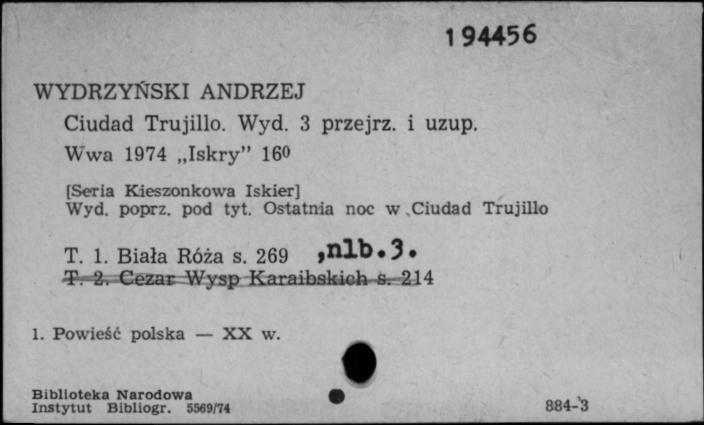 194456
WYDRZYŃSKI ANDRZEJ
Ciudad Trujillo. Wyd. 3 przejrz. i uzup.
Wwa 1974 „Iskry” 16⁰
[Seria Kieszonkowa Iskier]
Wyd. poprz. pod tyt. Ostatnia noc w Ciudad Trujillo
T. 1. Biała Róża s. 269 ,nlb.3.
T. 2. Cezar Wysp Karaibskich s. 214
1. Powieść polska — XX w.
Biblioteka Narodowa
Instytut Bibliogr. 5569/74 884-3